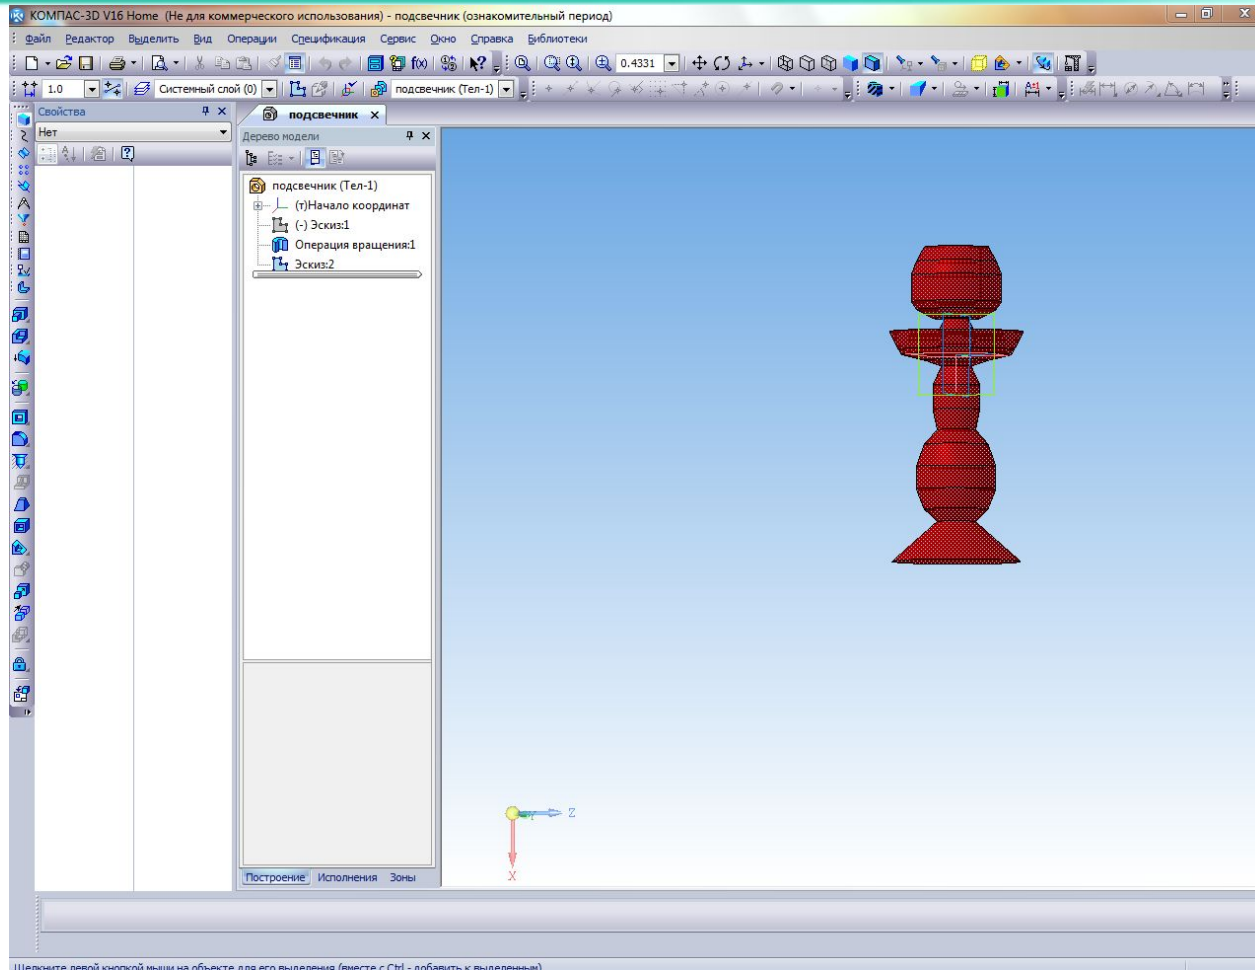 КОМПАС-3D V16 Home (Не для коммерческого использования) - подсвечник (ознакомительный период)
Файл Редактор Выделить Вид Операции Спецификация Сервис Окно Справка Библиотеки
0.4331
1.0 Системный слой (0) подсвечник (Тел-1)
Свойства
подсвечник
Нет
Дерево модели
подсвечник (Тел-1)
(т)Начало координат
(-) Эскиз:1
Операция вращения:1
Эскиз:2
Z
Y
X
Построение Исполнения Зоны
Щелкните левой кнопкой мыши на объекте для его выделения (вместе с Ctrl - добавить к выделенным)